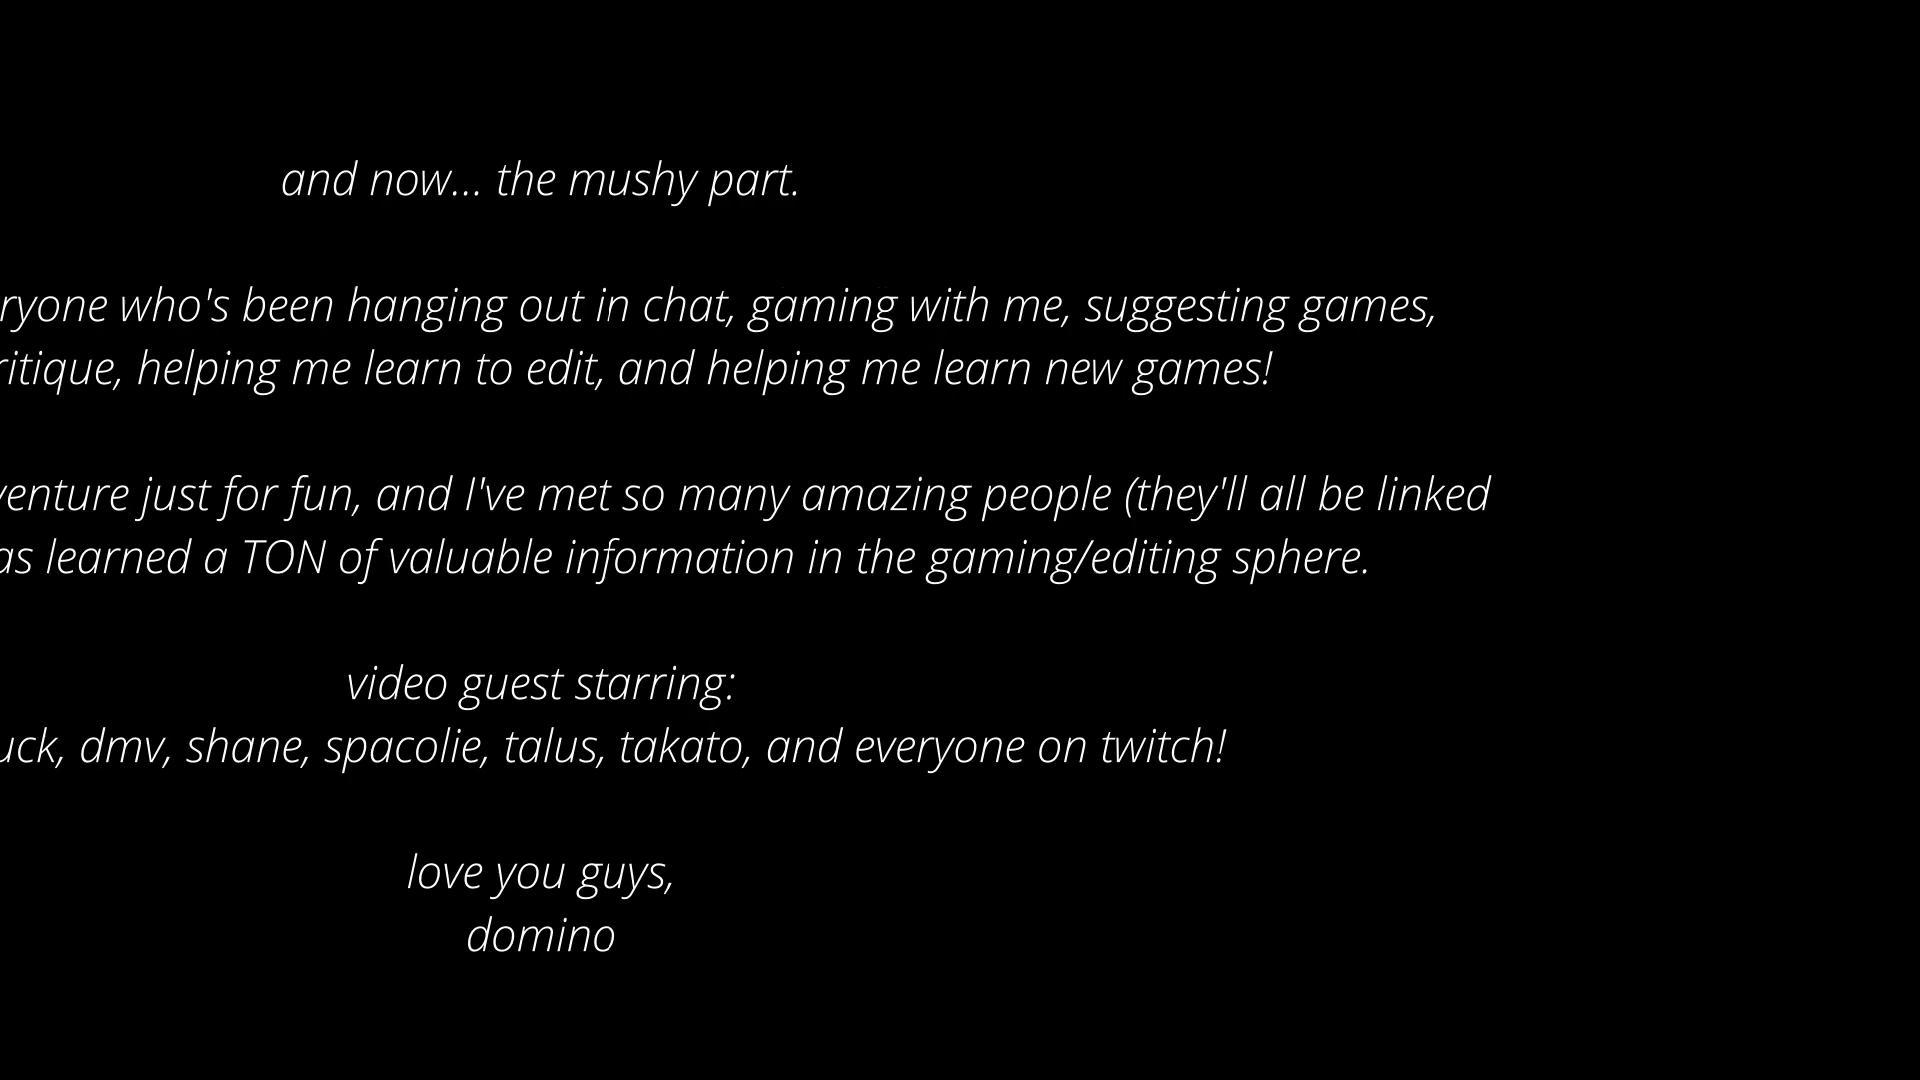 and now... the mushy part.
ryone who's been hanging out in chat, gaming with me, suggesting games,
ritique, helping me learn to edit, and helping me learn new games!
venture just for fun, and I've met so many amazing people (they'll all be linked
as learned a TON of valuable information in the gaming/editing sphere.
video guest starring:
uck, dmv, shane, spacolie, talus, takato, and everyone on twitch!
love you guys,
domino